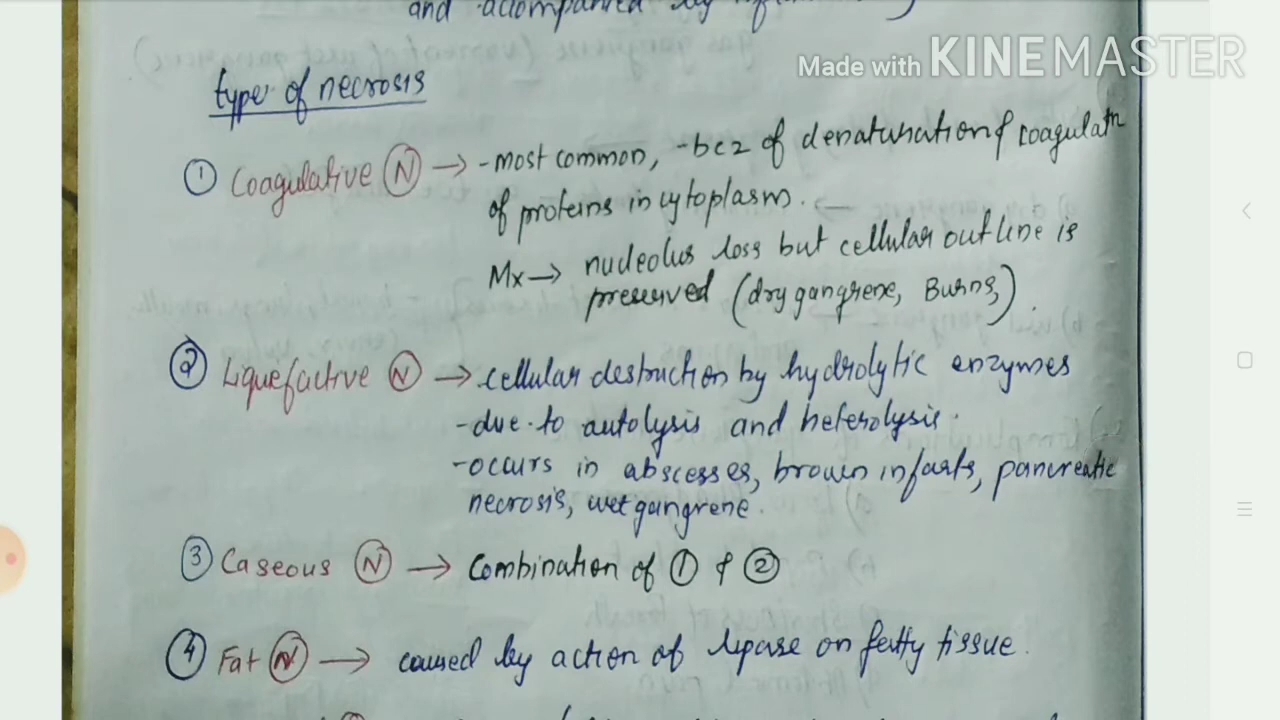 and accompanied by
Made with KINEMASTER
type of necrosis
① Coagulative Ⓝ → - most common, - bcz of denaturation & coagulatn
of proteins in cytoplasm.
Mx → nucleolus loss but cellular outline is
preserved (dry gangrene, Burns,).
② Liquefactive Ⓝ → cellular destruction by hydrolytic enzymes
- due to autolysis and heterolysis.
- occurs in abscesses, brown infarts, pancreatic
necrosis, wet gangrene.
③ Caseous Ⓝ → Combination of ① & ②
④ Fat Ⓝ → caused by action of lipase on fatty tissue.